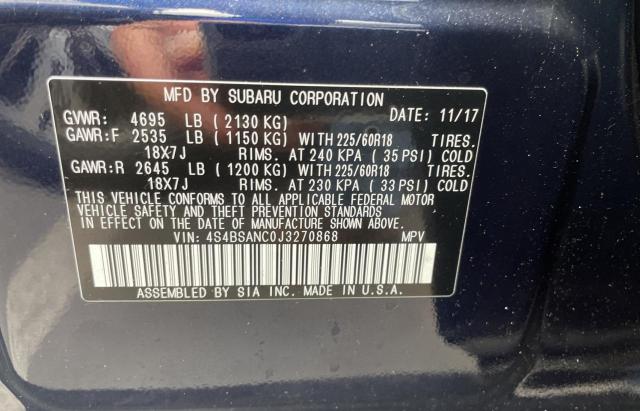 MFD BY SUBARU CORPORATION
GVWR: 4695 LB ( 2130 KG) DATE: 11/17
GAWR:F 2535 LB ( 1150 KG) WITH 225/60R18 TIRES.
18X7J RIMS. AT 240 KPA ( 35 PSI) COLD
GAWR:R 2645 LB ( 1200 KG) WITH 225/60R18 TIRES.
18X7J RIMS. AT 230 KPA ( 33 PSI) COLD
THIS VEHICLE CONFORMS TO ALL APPLICABLE FEDERAL MOTOR
VEHICLE SAFETY AND THEFT PREVENTION STANDARDS
IN EFFECT ON THE DATE OF MANUFACTURE SHOWN ABOVE.
VIN: 4S4BSANC0J3270868 MPV
ASSEMBLED BY SIA INC. MADE IN U.S.A.